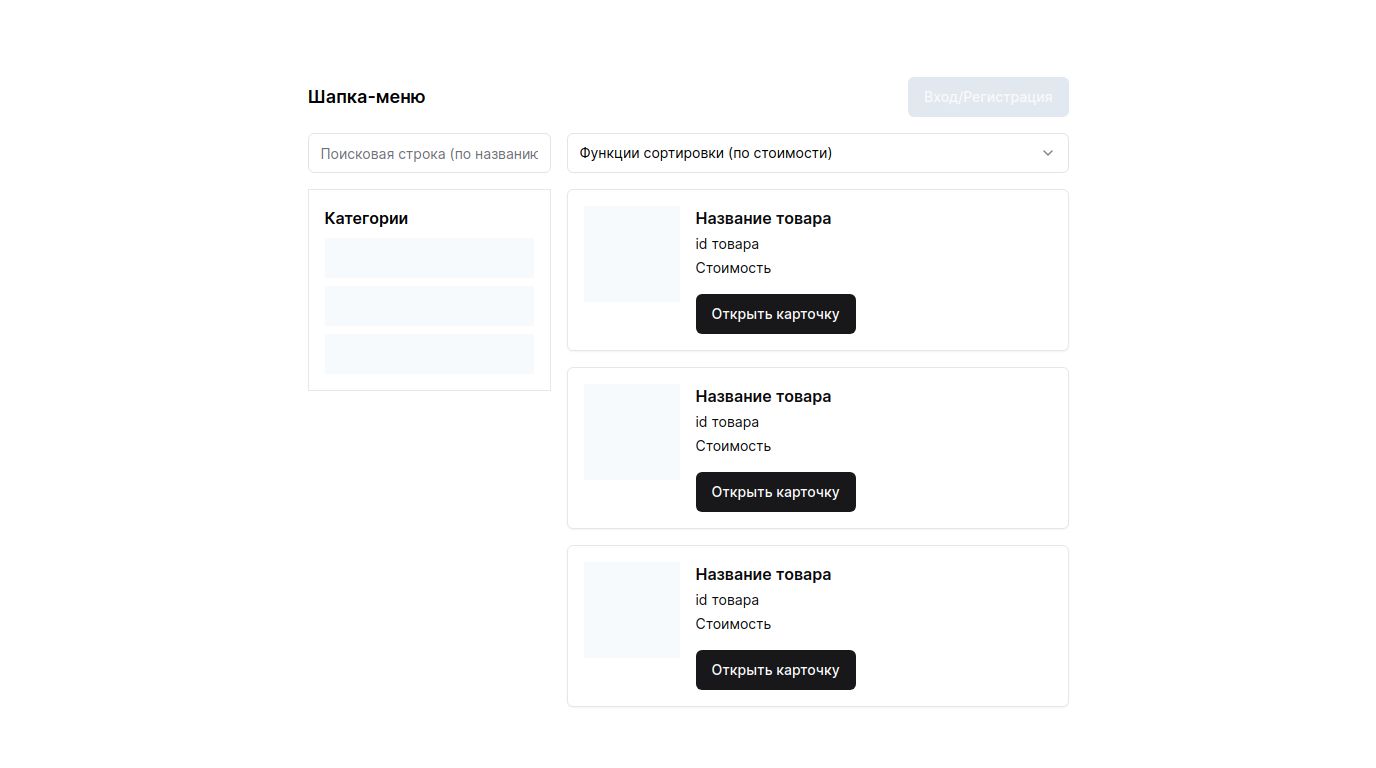 Шапка-меню
Вход/Регистрация
Поисковая строка (по названик
Функции сортировки (по стоимости)
Категории
Название товара
id товара
Стоимость
Открыть карточку
Название товара
id товара
Стоимость
Открыть карточку
Название товара
id товара
Стоимость
Открыть карточку